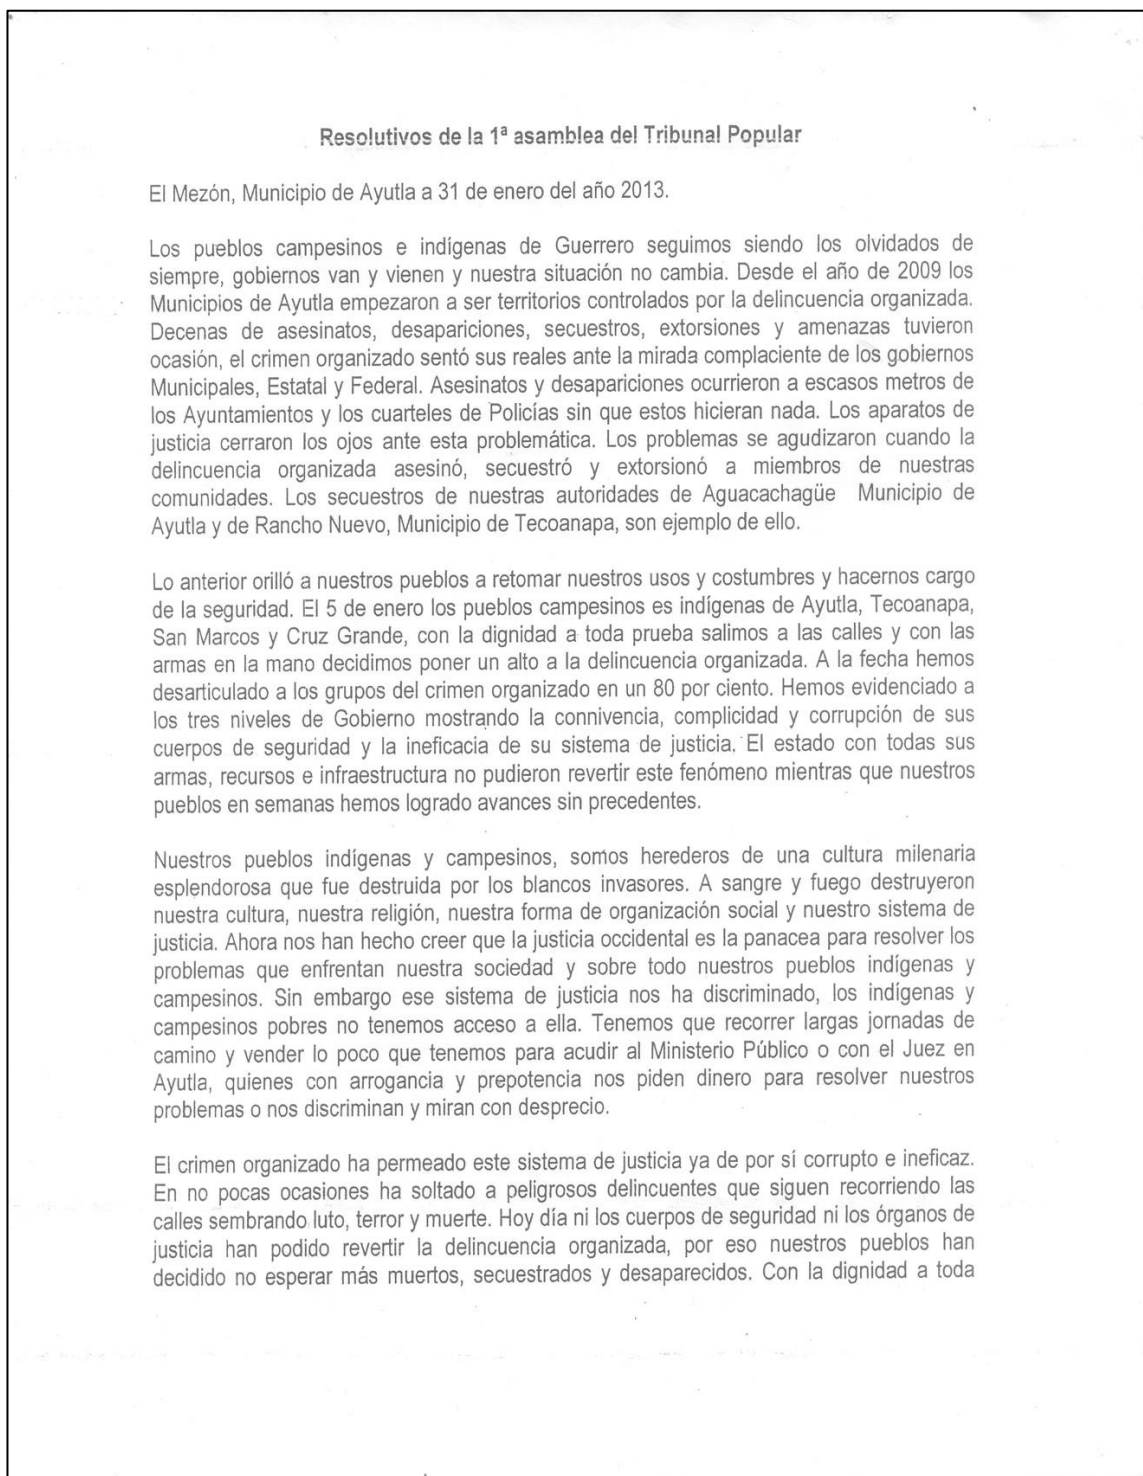 Resolutivos de la 1ª asamblea del Tribunal Popular
El Mezón, Municipio de Ayutla a 31 de enero del año 2013.
Los pueblos campesinos e indígenas de Guerrero seguimos siendo los olvidados de
siempre, gobiernos van y vienen y nuestra situación no cambia. Desde el año de 2009 los
Municipios de Ayutla empezaron a ser territorios controlados por la delincuencia organizada.
Decenas de asesinatos, desapariciones, secuestros, extorsiones y amenazas tuvieron
ocasión, el crimen organizado sentó sus reales ante la mirada complaciente de los gobiernos
Municipales, Estatal y Federal. Asesinatos y desapariciones ocurrieron a escasos metros de
los Ayuntamientos y los cuarteles de Policías sin que estos hicieran nada. Los aparatos de
justicia cerraron los ojos ante esta problemática. Los problemas se agudizaron cuando la
delincuencia organizada asesinó, secuestró y extorsionó a miembros de nuestras
comunidades. Los secuestros de nuestras autoridades de Aguacachagüe Municipio de
Ayutla y de Rancho Nuevo, Municipio de Tecoanapa, son ejemplo de ello.
Lo anterior orilló a nuestros pueblos a retomar nuestros usos y costumbres y hacernos cargo
de la seguridad. El 5 de enero los pueblos campesinos es indígenas de Ayutla, Tecoanapa,
San Marcos y Cruz Grande, con la dignidad a toda prueba salimos a las calles y con las
armas en la mano decidimos poner un alto a la delincuencia organizada. A la fecha hemos
desarticulado a los grupos del crimen organizado en un 80 por ciento. Hemos evidenciado a
los tres niveles de Gobierno mostrando la connivencia, complicidad y corrupción de sus
cuerpos de seguridad y la ineficacia de su sistema de justicia. El estado con todas sus
armas, recursos e infraestructura no pudieron revertir este fenómeno mientras que nuestros
pueblos en semanas hemos logrado avances sin precedentes.
Nuestros pueblos indígenas y campesinos, somos herederos de una cultura milenaria
esplendorosa que fue destruida por los blancos invasores. A sangre y fuego destruyeron
nuestra cultura, nuestra religión, nuestra forma de organización social y nuestro sistema de
justicia. Ahora nos han hecho creer que la justicia occidental es la panacea para resolver los
problemas que enfrentan nuestra sociedad y sobre todo nuestros pueblos indígenas y
campesinos. Sin embargo ese sistema de justicia nos ha discriminado, los indígenas y
campesinos pobres no tenemos acceso a ella. Tenemos que recorrer largas jornadas de
camino y vender lo poco que tenemos para acudir al Ministerio Público o con el Juez en
Ayutla, quienes con arrogancia y prepotencia nos piden dinero para resolver nuestros
problemas o nos discriminan y miran con desprecio.
El crimen organizado ha permeado este sistema de justicia ya de por sí corrupto e ineficaz.
En no pocas ocasiones ha soltado a peligrosos delincuentes que siguen recorriendo las
calles sembrando luto, terror y muerte. Hoy día ni los cuerpos de seguridad ni los órganos de
justicia han podido revertir la delincuencia organizada, por eso nuestros pueblos han
decidido no esperar más muertos, secuestrados y desaparecidos. Con la dignidad a toda